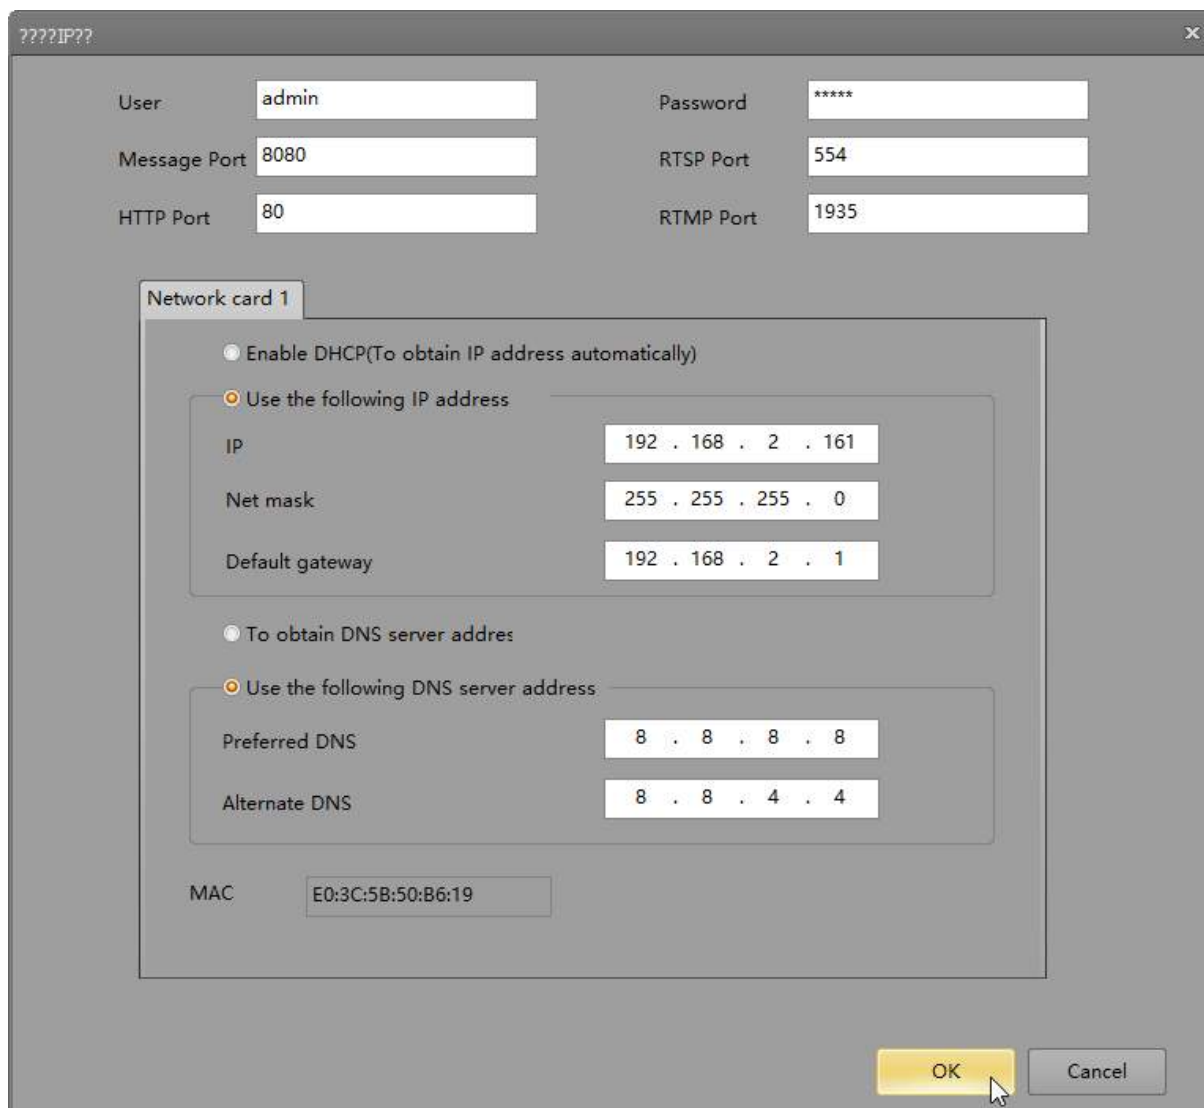 ????IP??
User admin Password *****
Message Port 8080 RTSP Port 554
HTTP Port 80 RTMP Port 1935
Network card 1
Enable DHCP(To obtain IP address automatically)
Use the following IP address
IP 192 . 168 . 2 . 161
Net mask 255 . 255 . 255 . 0
Default gateway 192 . 168 . 2 . 1
To obtain DNS server addres
Use the following DNS server address
Preferred DNS 8 . 8 . 8 . 8
Alternate DNS 8 . 8 . 4 . 4
MAC E0:3C:5B:50:B6:19
OK Cancel